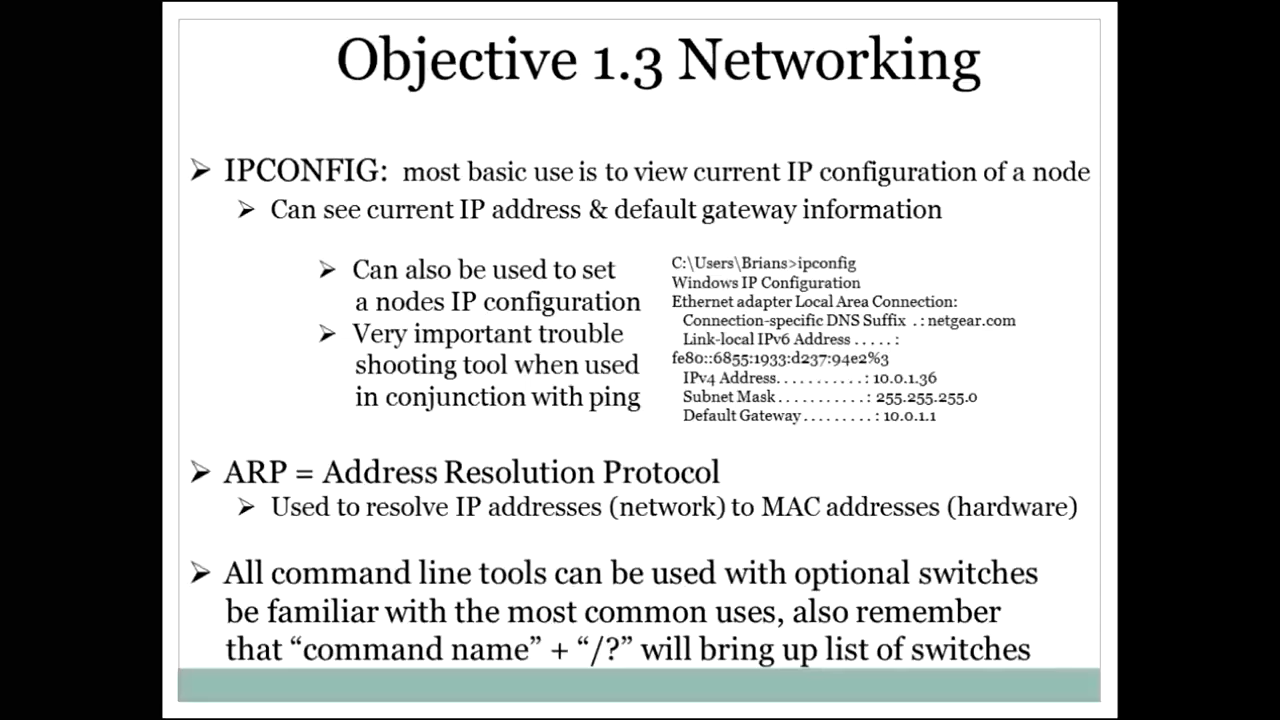 Objective 1.3 Networking
➢ IPCONFIG: most basic use is to view current IP configuration of a node
➢ Can see current IP address & default gateway information
➢ Can also be used to set
a nodes IP configuration
➢ Very important trouble
shooting tool when used
in conjunction with ping
C:\Users\Brians>ipconfig
Windows IP Configuration
Ethernet adapter Local Area Connection:
Connection-specific DNS Suffix . : netgear.com
Link-local IPv6 Address . . . . . :
fe80::6855:1933:d237:94e2%3
IPv4 Address. . . . . . . . . . . : 10.0.1.36
Subnet Mask . . . . . . . . . . . : 255.255.255.0
Default Gateway . . . . . . . . . : 10.0.1.1
➢ ARP = Address Resolution Protocol
➢ Used to resolve IP addresses (network) to MAC addresses (hardware)
➢ All command line tools can be used with optional switches
be familiar with the most common uses, also remember
that “command name” + “/?” will bring up list of switches